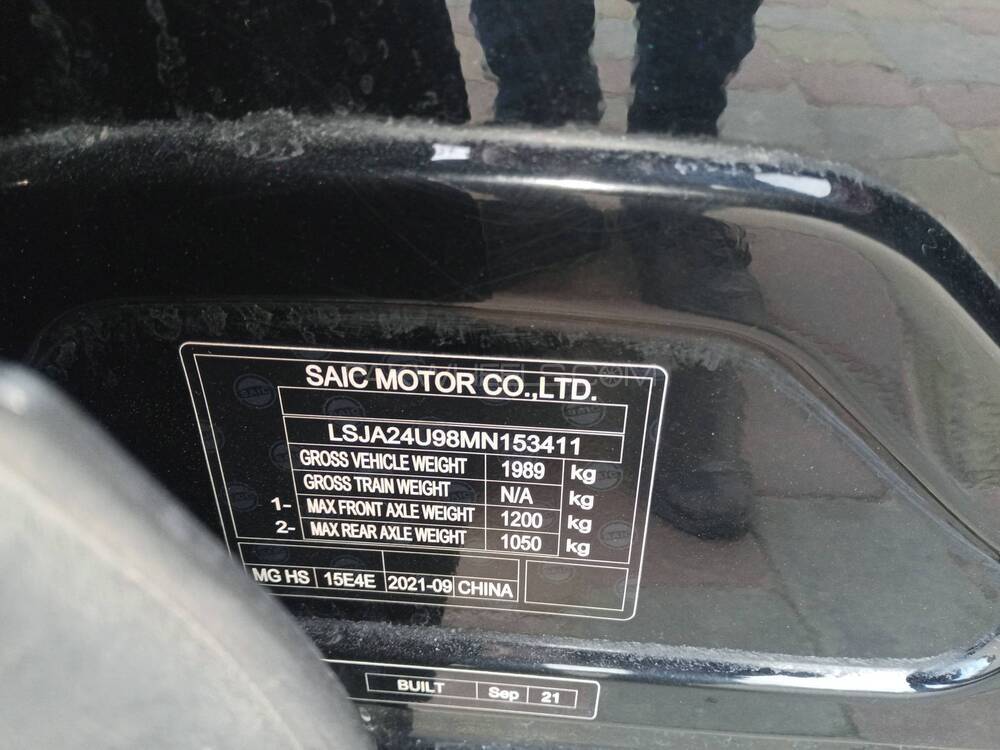 SAIC MOTOR CO.,LTD.
LSJA24U98MN153411
GROSS VEHICLE WEIGHT 1989 kg
GROSS TRAIN WEIGHT N/A kg
1- MAX FRONT AXLE WEIGHT 1200 kg
2- MAX REAR AXLE WEIGHT 1050 kg
MG HS 15E4E 2021-09 CHINA
BUILT Sep 21